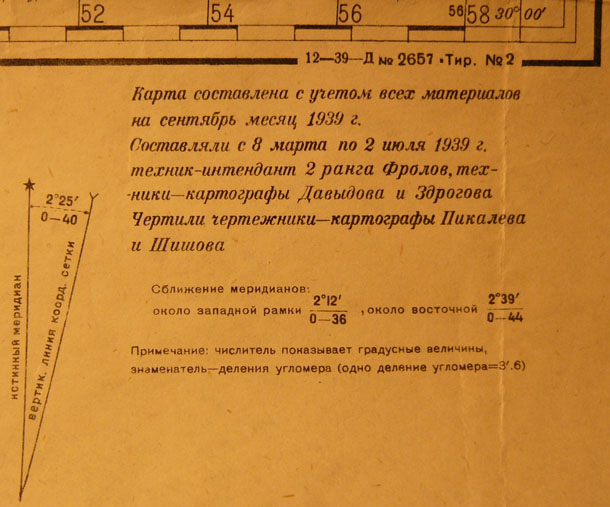 52 54 56 56 58 30° 00′
12—39—Д № 2657 • Тир. № 2
Карта составлена с учетом всех материалов
на сентябрь месяц 1939 г.
Составляли с 8 марта по 2 июля 1939 г.
техник-интендант 2 ранга Фролов, тех-
-ники—картографы Давыдова и Здрогова
Чертили чертежники—картографы Пикалева
и Шишова
2°25′
0—40
истинный меридиан
вертик. линия коорд. сетки
Сближение меридианов:
2°12′ 2°39′
около западной рамки , около восточной
0—36 0—44
Примечание: числитель показывает градусные величины,
знаменатель—деления угломера (одно деление угломера=3′.6)